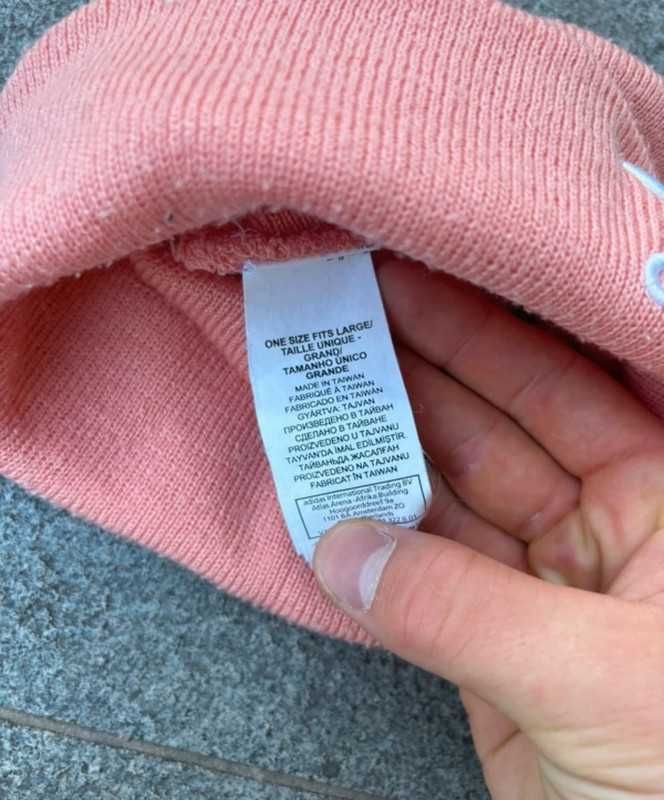 ONE SIZE FITS LARGE/
TAILLE UNIQUE -
GRAND/
TAMANHO ÚNICO
GRANDE
MADE IN TAIWAN
FABRIQUÉ À TAIWAN
FABRICADO EN TAIWÁN
GYÁRTVA: TAJVAN
ПРОИЗВЕДЕНО В ТАЙВАН
СДЕЛАНО В ТАЙВАНЕ
PROIZVEDENO U TAJVANU
TAYVAN'DA İMAL EDİLMİŞTİR.
ТАЙВАНЬДА ЖАСАЛҒАН
PROIZVEDENO NA TAJVANU
FABRICAT ÎN TAIWAN
adidas International Trading BV
Atlas Arena -Afrika Building
Hoogoorddreef 9a
1101 BA Amsterdam ZO